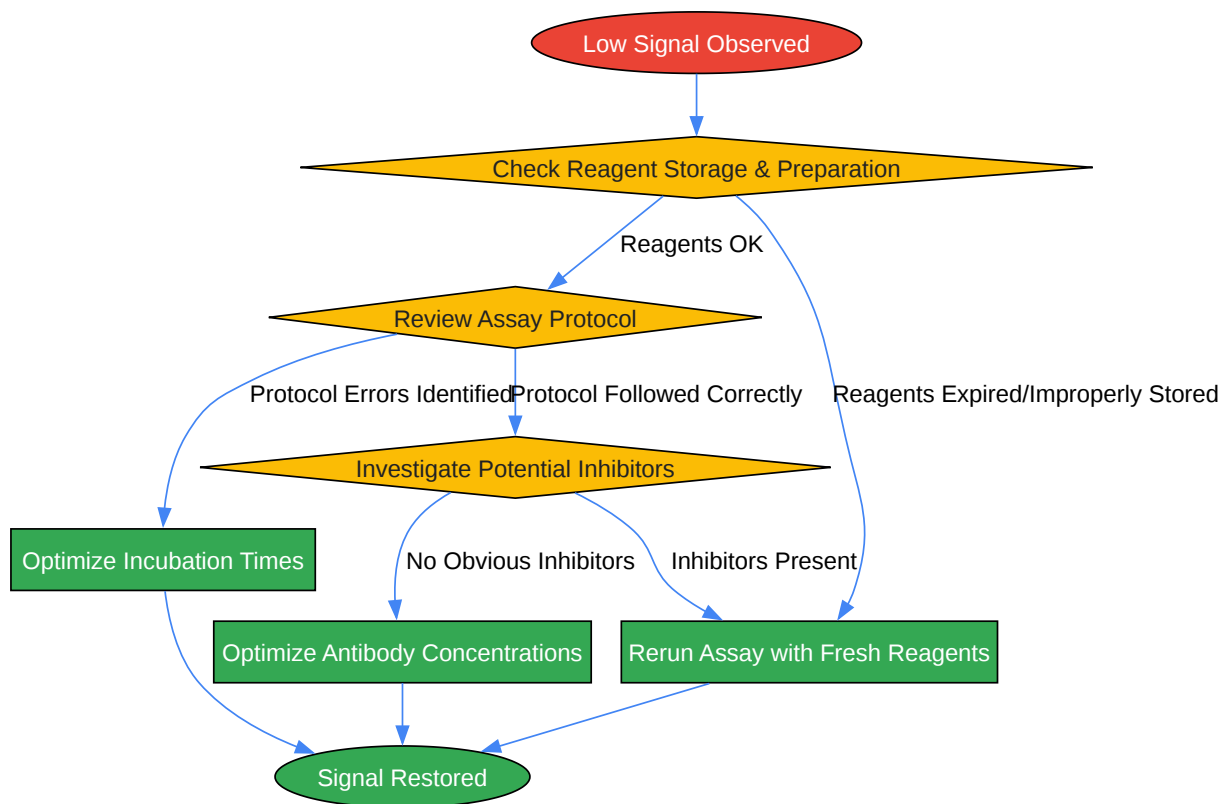 Low Signal Observed
Check Reagent Storage & Preparation
Reagents OK
Review Assay Protocol
Protocol Errors Identified
Protocol Followed Correctly
Reagents Expired/Improperly Stored
Investigate Potential Inhibitors
Optimize Incubation Times
No Obvious Inhibitors
Inhibitors Present
Optimize Antibody Concentrations
Rerun Assay with Fresh Reagents
Signal Restored